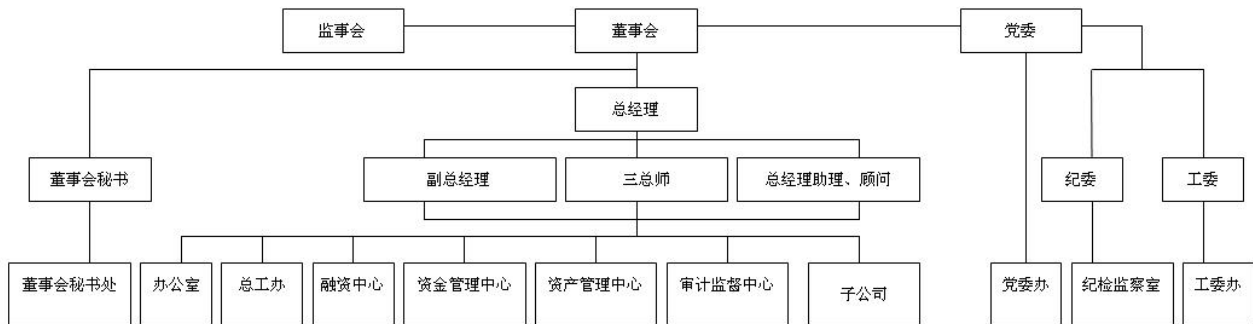 监事会
董事会
党委
总经理
董事会秘书
副总经理
三总师
总经理助理、顾问
纪委
工委
董事会秘书处
办公室
总工办
融资中心
资金管理中心
资产管理中心
审计监督中心
子公司
党委办
纪检监察室
工委办